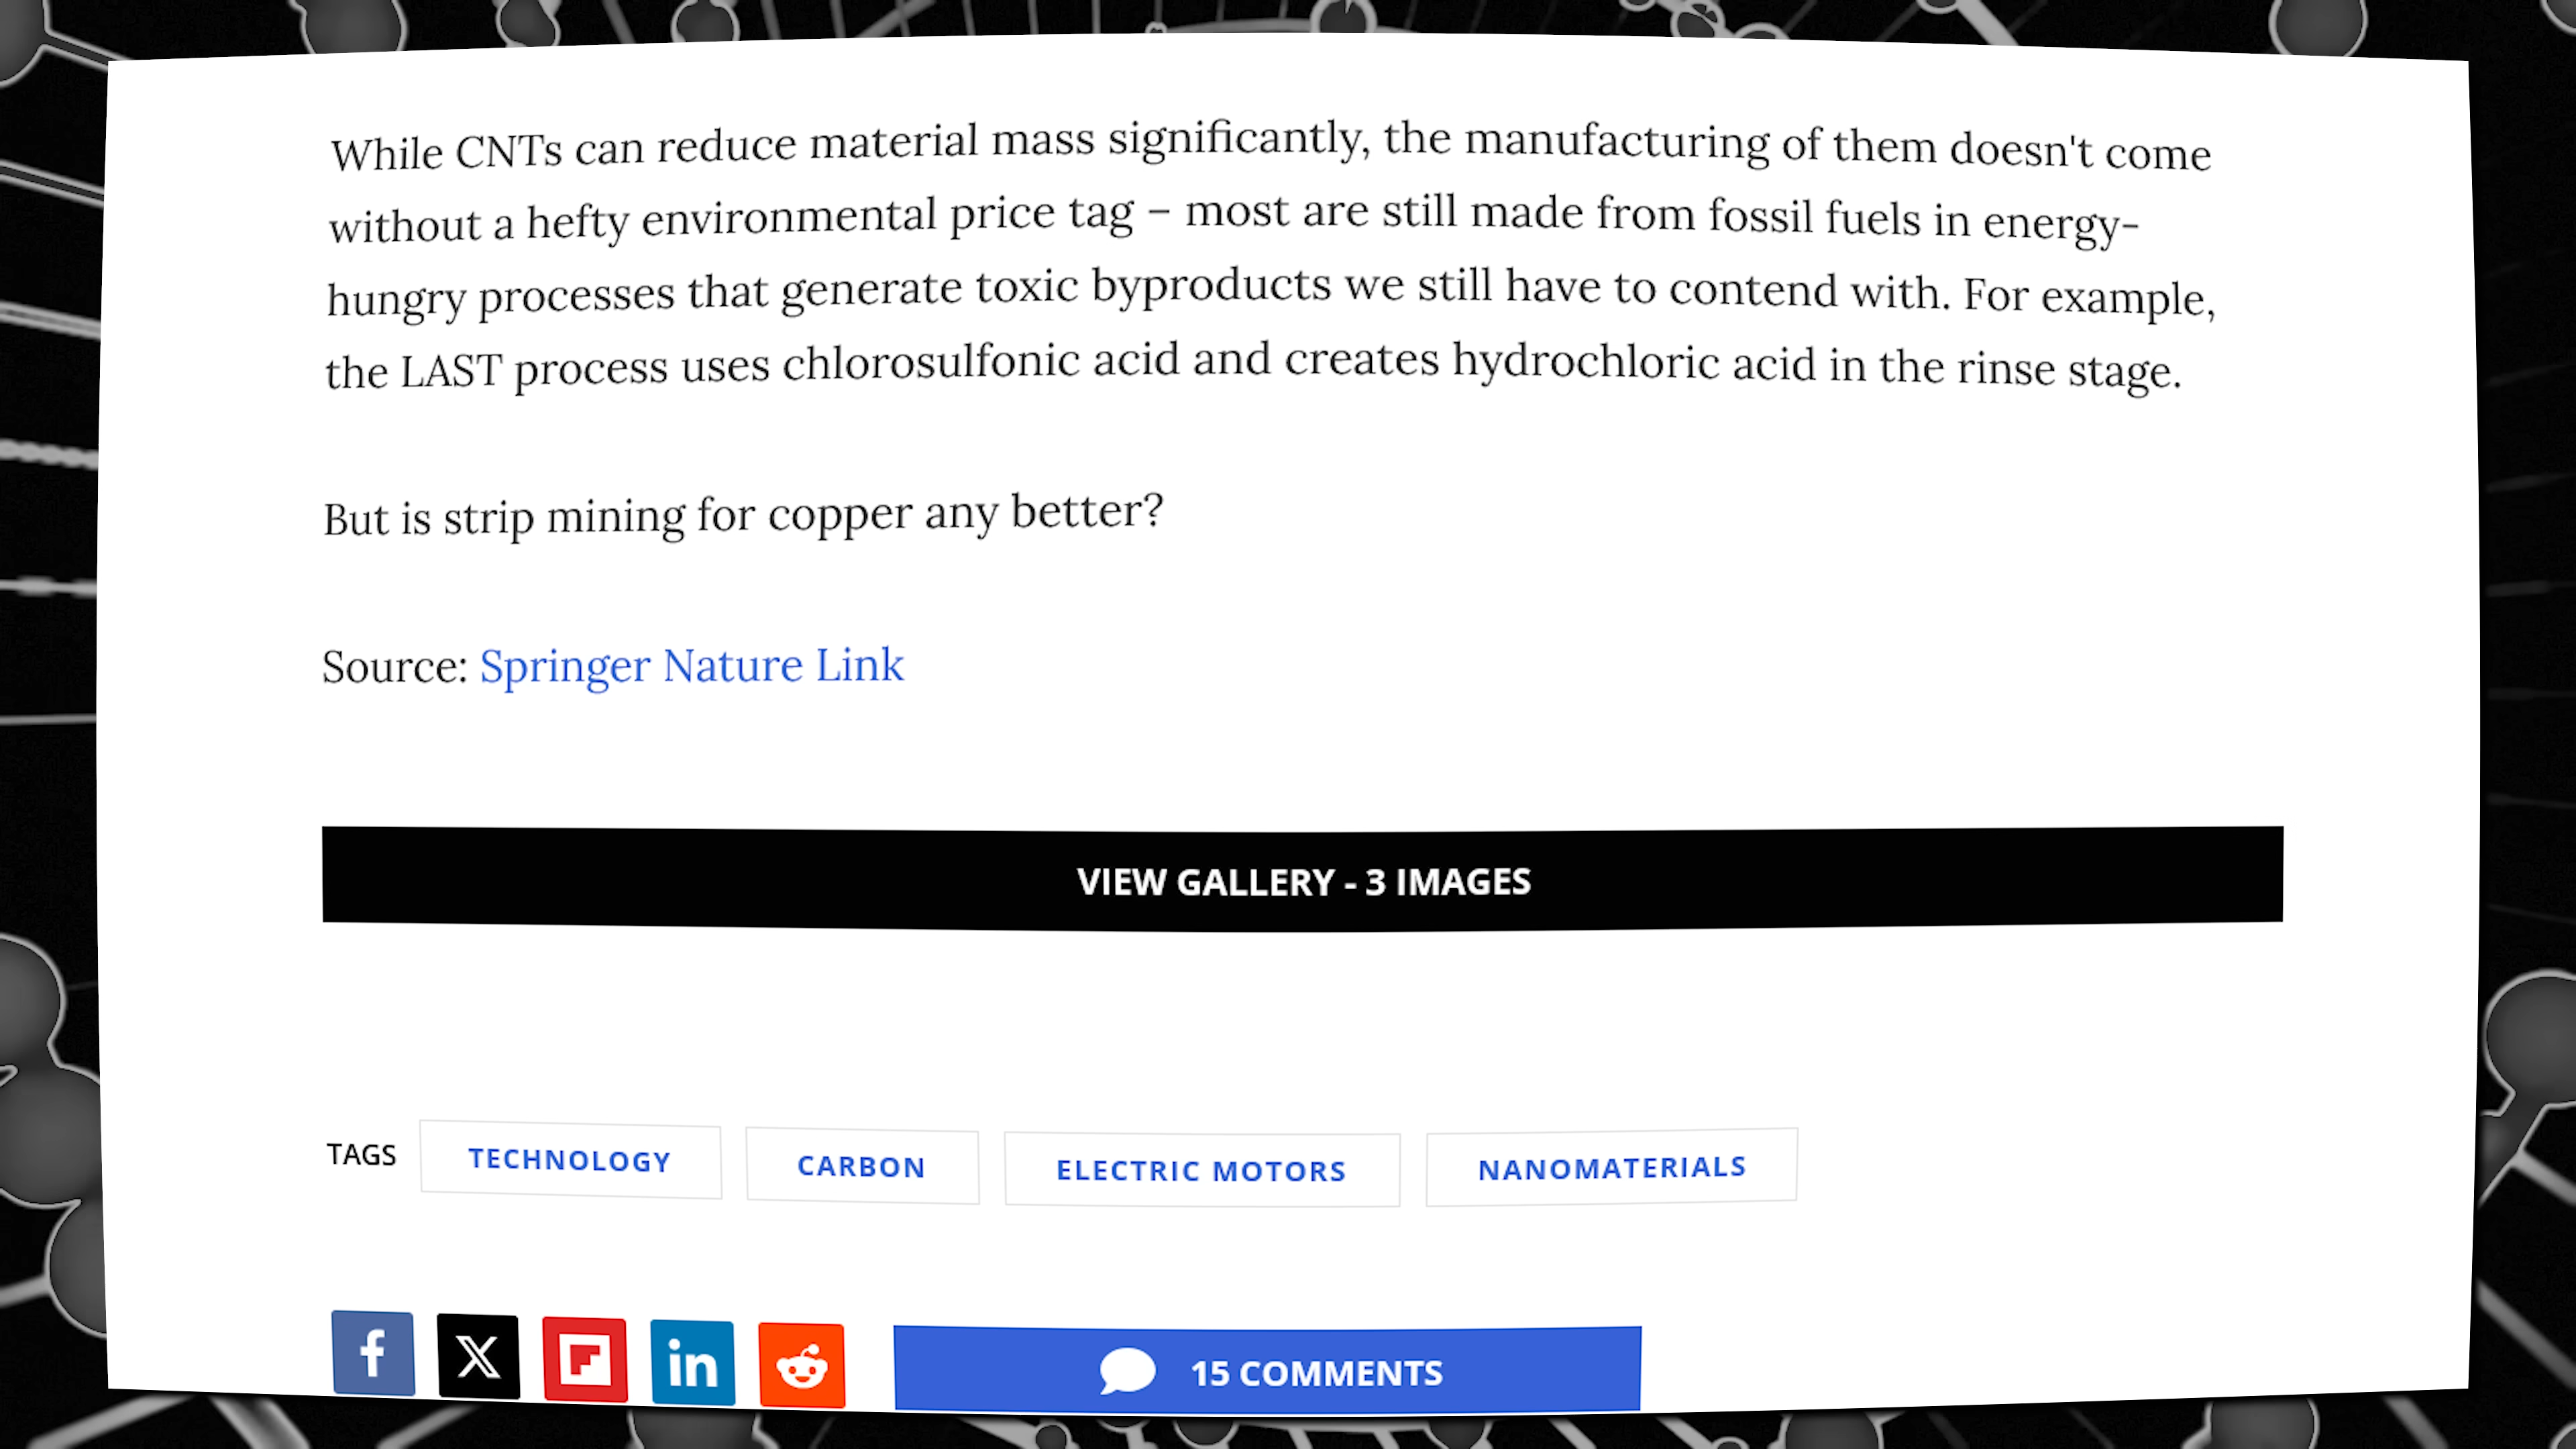 While CNTs can reduce material mass significantly, the manufacturing of them doesn't come
without a hefty environmental price tag – most are still made from fossil fuels in energy-
hungry processes that generate toxic byproducts we still have to contend with. For example,
the LAST process uses chlorosulfonic acid and creates hydrochloric acid in the rinse stage.
But is strip mining for copper any better?
Source: Springer Nature Link
VIEW GALLERY - 3 IMAGES
TAGS TECHNOLOGY CARBON ELECTRIC MOTORS NANOMATERIALS
f X in 15 COMMENTS